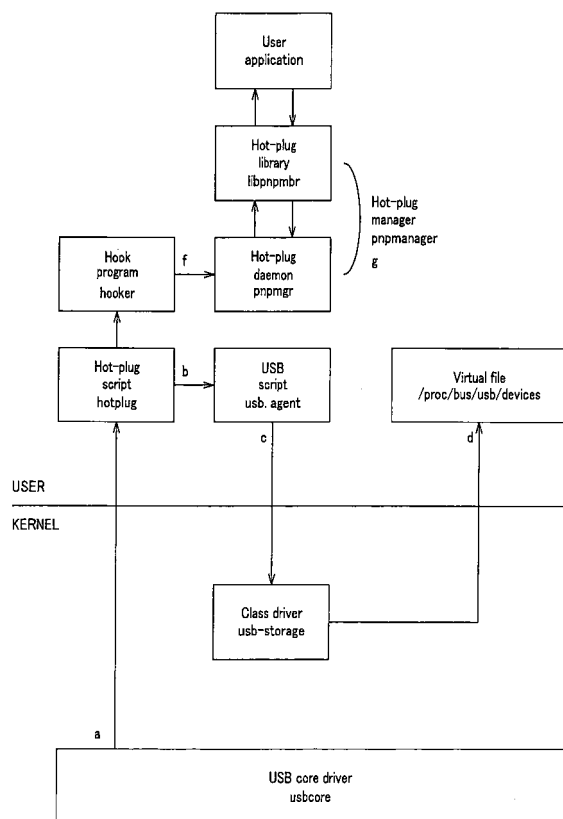 User
application
Hot-plug
library
libpnpmbr
Hot-plug
manager
pnpmanager
g
Hook
program
hooker
f
Hot-plug
daemon
pnpmgr
Hot-plug
script
hotplug
b
USB
script
usb. agent
Virtual file
/proc/bus/usb/devices
c
d
USER
KERNEL
Class driver
usb-storage
a
USB core driver
usbcore